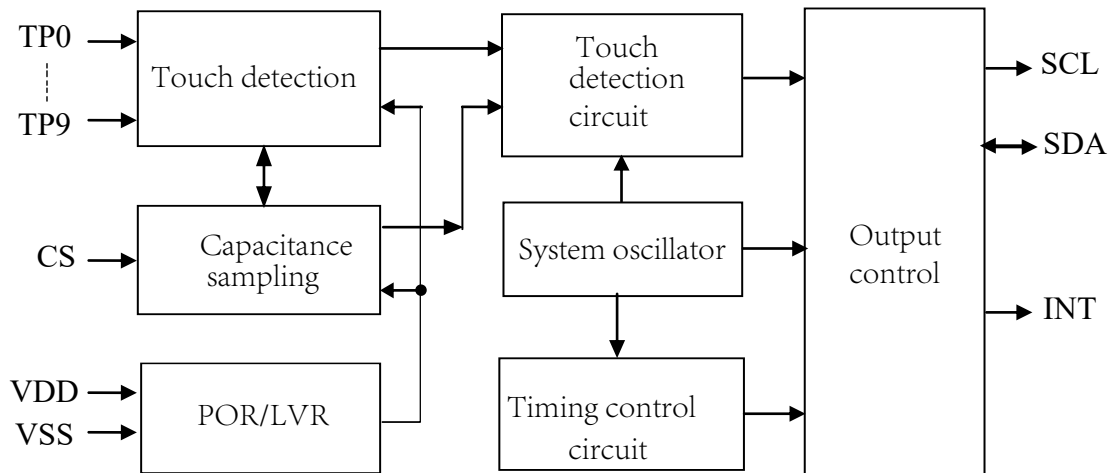 TP0
TP9
Touch detection
CS
Capacitance
sampling
VDD
VSS
POR/LVR
Touch
detection
circuit
System oscillator
Timing control
circuit
Output
control
SCL
SDA
INT